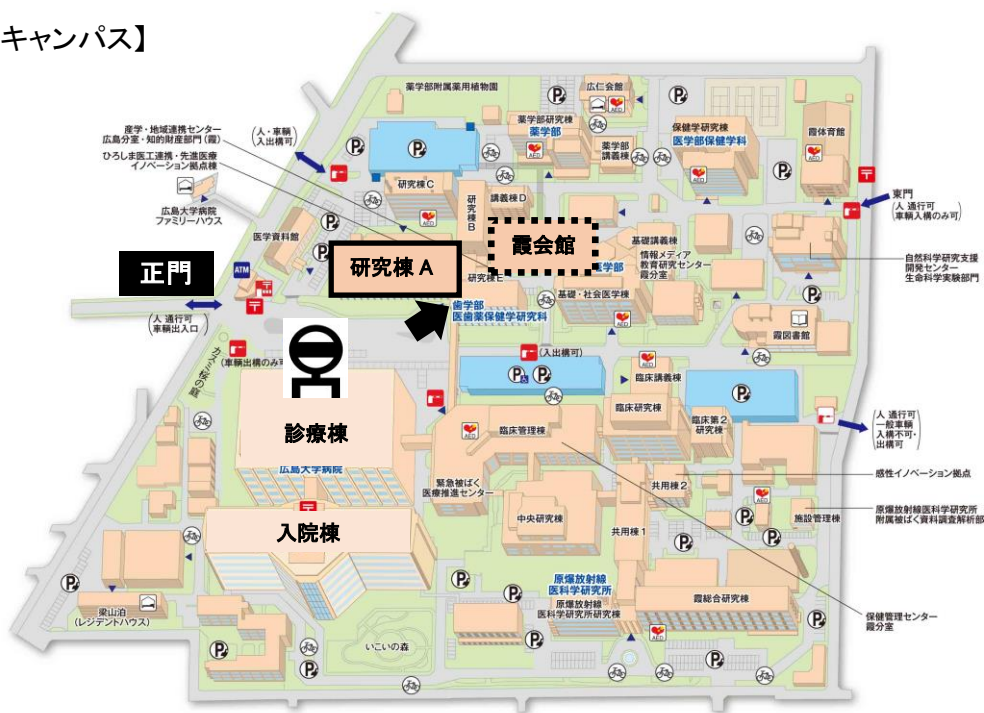 キャンパス】
薬学部附属薬用植物園
広仁会館
産学・地域連携センター
広島分室・知的財産部門(霞)
(人・車輌
入出構可)
薬学部研究棟
薬学部
保健学研究棟
医学部保健学科
霞体育館
ひろしま医工連携・先進医療
イノベーション拠点棟
薬学部
講義棟
広島大学病院
ファミリーハウス
研究棟C
研究棟B
講義棟D
東門
(人 通行可
車輌入構のみ可)
医学資料館
霞会館
基礎講義棟
情報メディア
教育研究センター
霞分室
自然科学研究支援
開発センター
生命科学実験部門
正門
ATM
研究棟 A
研究棟E
医学部
基礎・社会医学棟
(人 通行可
車輌出入口)
歯学部
医歯薬保健学研究科
霞図書館
カスミ桜の庭
(車輌出構のみ可)
(入出構可)
臨床講義棟
診療棟
広島大学病院
臨床管理棟
臨床研究棟
臨床第2
研究棟
(人 通行可
一般車輌
入構不可・
出構可)
緊急被ばく
医療推進センター
共用棟2
感性イノベーション拠点
入院棟
中央研究棟
共用棟1
施設管理棟
原爆放射線医科学研究所
附属被ばく資料調査解析部
原爆放射線
医科学研究所
原爆放射線
医科学研究所研究棟
霞総合研究棟
梁山泊
(レジデントハウス)
いこいの森
保健管理センター
霞分室
P
AED